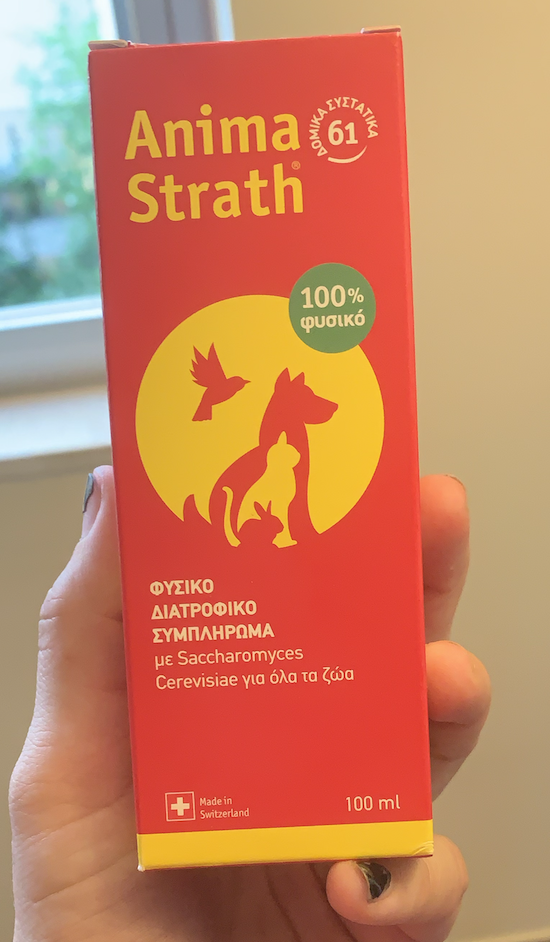 Anima
Strath®
ΔΟΜΙΚΑ ΣΥΣΤΑΤΙΚΑ
61
100%
φυσικό
ΦΥΣΙΚΟ
ΔΙΑΤΡΟΦΙΚΟ
ΣΥΜΠΛΗΡΩΜΑ
με Saccharomyces
Cerevisiae για όλα τα ζώα
Made in
Switzerland
100 ml